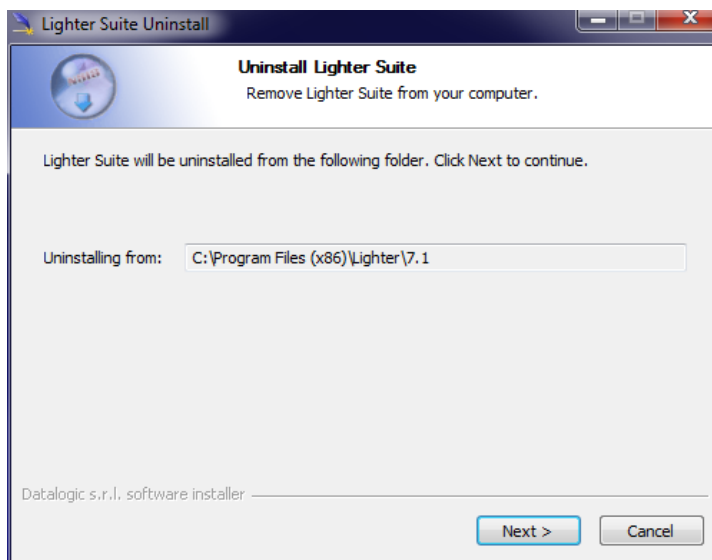 Lighter Suite Uninstall
Uninstall Lighter Suite
Remove Lighter Suite from your computer.
Lighter Suite will be uninstalled from the following folder. Click Next to continue.
Uninstalling from: C:\Program Files (x86)\Lighter\7.1
Datalogic s.r.l. software installer
Next > Cancel